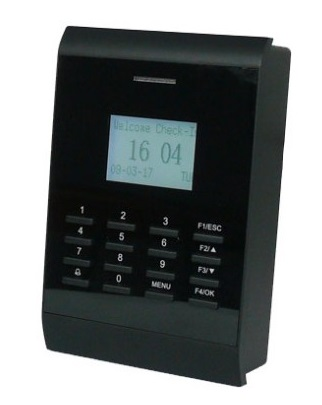 Welcome Check-I
16 04
09-03-17 TU
1 2 3 F1/ESC
4 5 6 F2/▲
7 8 9 F3/▼
0 MENU F4/OK